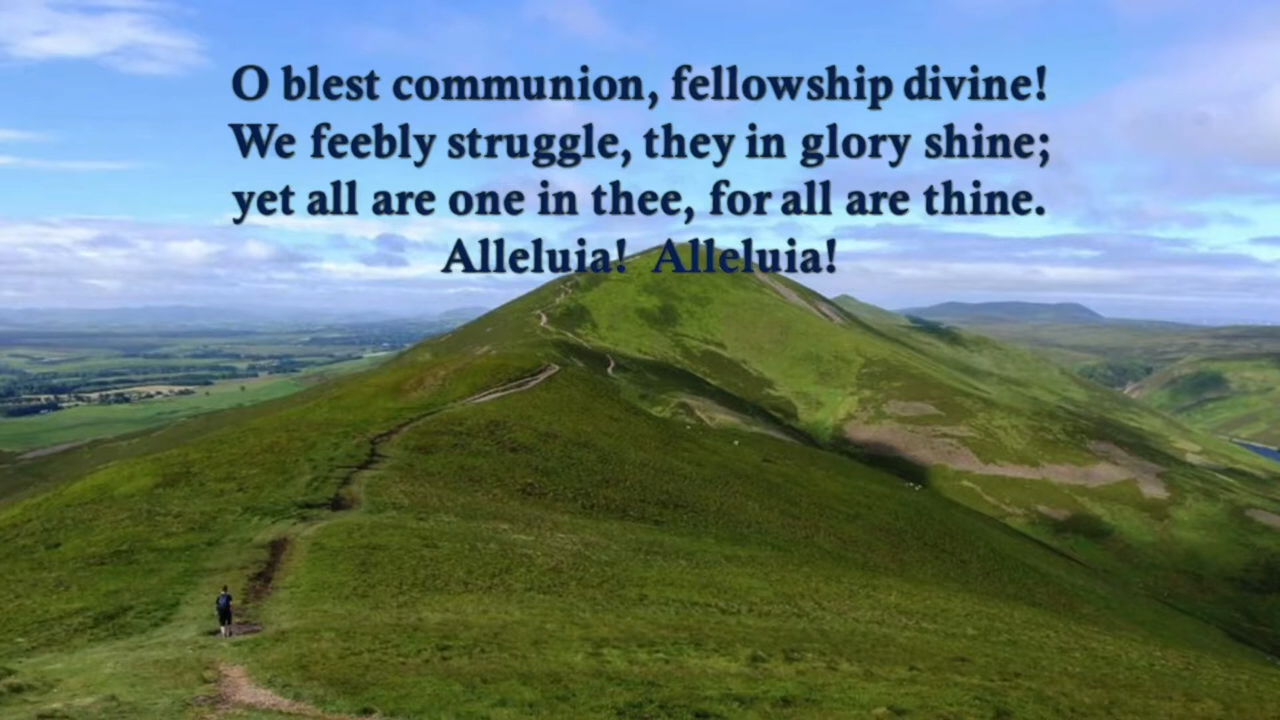 O blest communion, fellowship divine!
We feebly struggle, they in glory shine;
yet all are one in thee, for all are thine.
Alleluia! Alleluia!